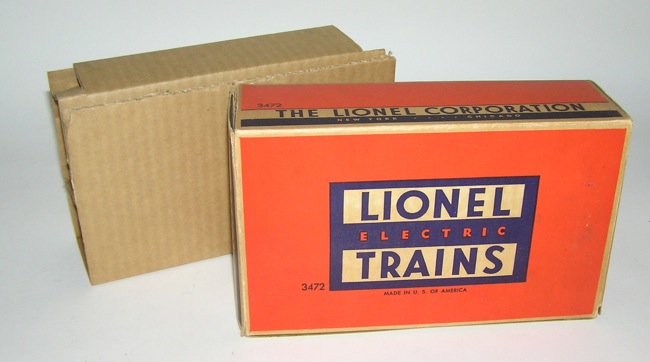 3472
THE LIONEL CORPORATION
NEW YORK · · · · CHICAGO
LIONEL
ELECTRIC
TRAINS
3472
MADE IN U. S. OF AMERICA